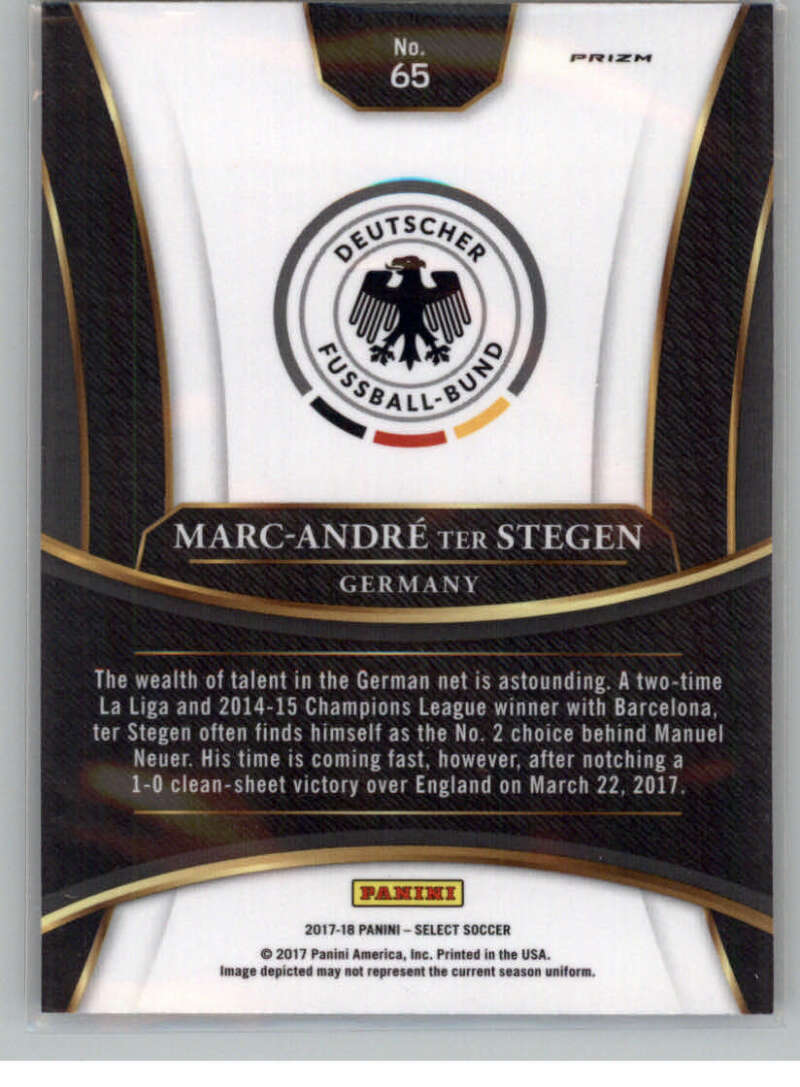 No.
65
PRIZM
DEUTSCHER
FUSSBALL-BUND
MARC-ANDRÉ TER STEGEN
GERMANY
The wealth of talent in the German net is astounding. A two-time
La Liga and 2014-15 Champions League winner with Barcelona,
ter Stegen often finds himself as the No. 2 choice behind Manuel
Neuer. His time is coming fast, however, after notching a
1-0 clean-sheet victory over England on March 22, 2017.
PANINI
2017-18 PANINI – SELECT SOCCER
© 2017 Panini America, Inc. Printed in the USA.
Image depicted may not represent the current season uniform.